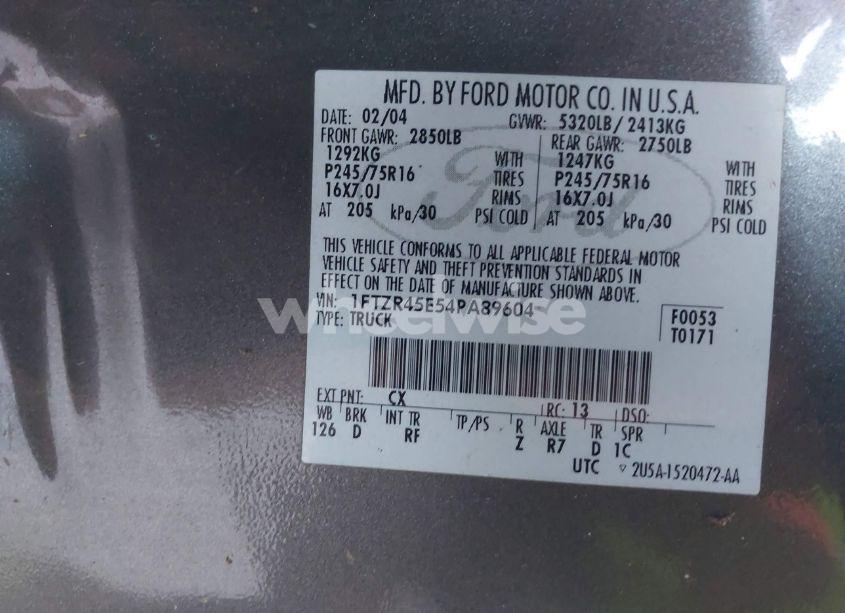 MFD. BY FORD MOTOR CO. IN U.S.A.
DATE: 02/04 GVWR: 5320LB/ 2413KG
FRONT GAWR: 2850LB REAR GAWR: 2750LB
1292KG WITH 1247KG WITH
P245/75R16 TIRES P245/75R16 TIRES
16X7.0J RIMS 16X7.0J RIMS
AT 205 kPa/30 PSI COLD AT 205 kPa/30 PSI COLD
Ford
THIS VEHICLE CONFORMS TO ALL APPLICABLE FEDERAL MOTOR
VEHICLE SAFETY AND THEFT PREVENTION STANDARDS IN
EFFECT ON THE DATE OF MANUFACTURE SHOWN ABOVE.
VIN: 1FTZR45E54PA89604
TYPE: TRUCK
F0053
T0171
wheelwise
EXT PNT: CX RC: 13 DSO:
WB BRK INT TR TP/PS R AXLE TR SPR
126 D RF Z R7 D 1C
UTC ▽ 2U5A-1520472-AA